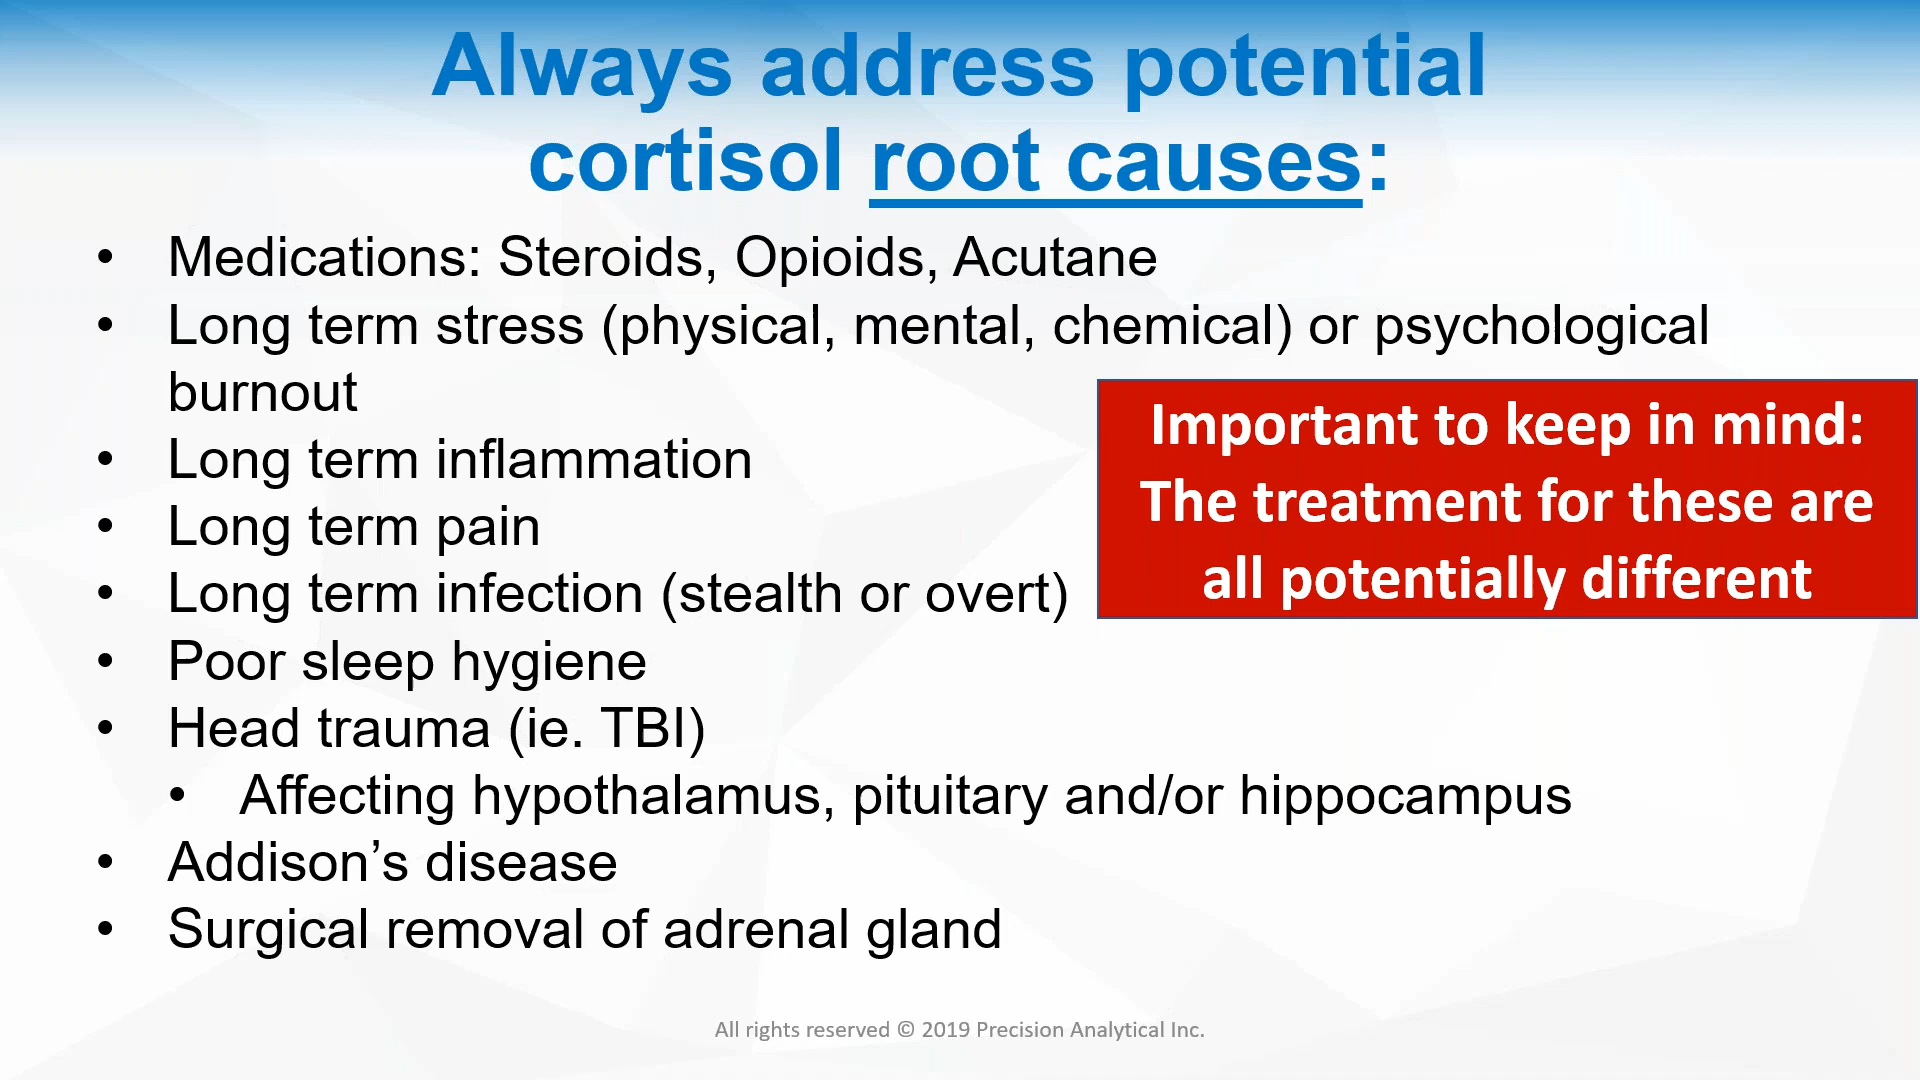 Always address potential
cortisol root causes:
• Medications: Steroids, Opioids, Acutane
• Long term stress (physical, mental, chemical) or psychological
burnout
• Long term inflammation
• Long term pain
• Long term infection (stealth or overt)
• Poor sleep hygiene
• Head trauma (ie. TBI)
• Affecting hypothalamus, pituitary and/or hippocampus
• Addison’s disease
• Surgical removal of adrenal gland
Important to keep in mind:
The treatment for these are
all potentially different
All rights reserved © 2019 Precision Analytical Inc.